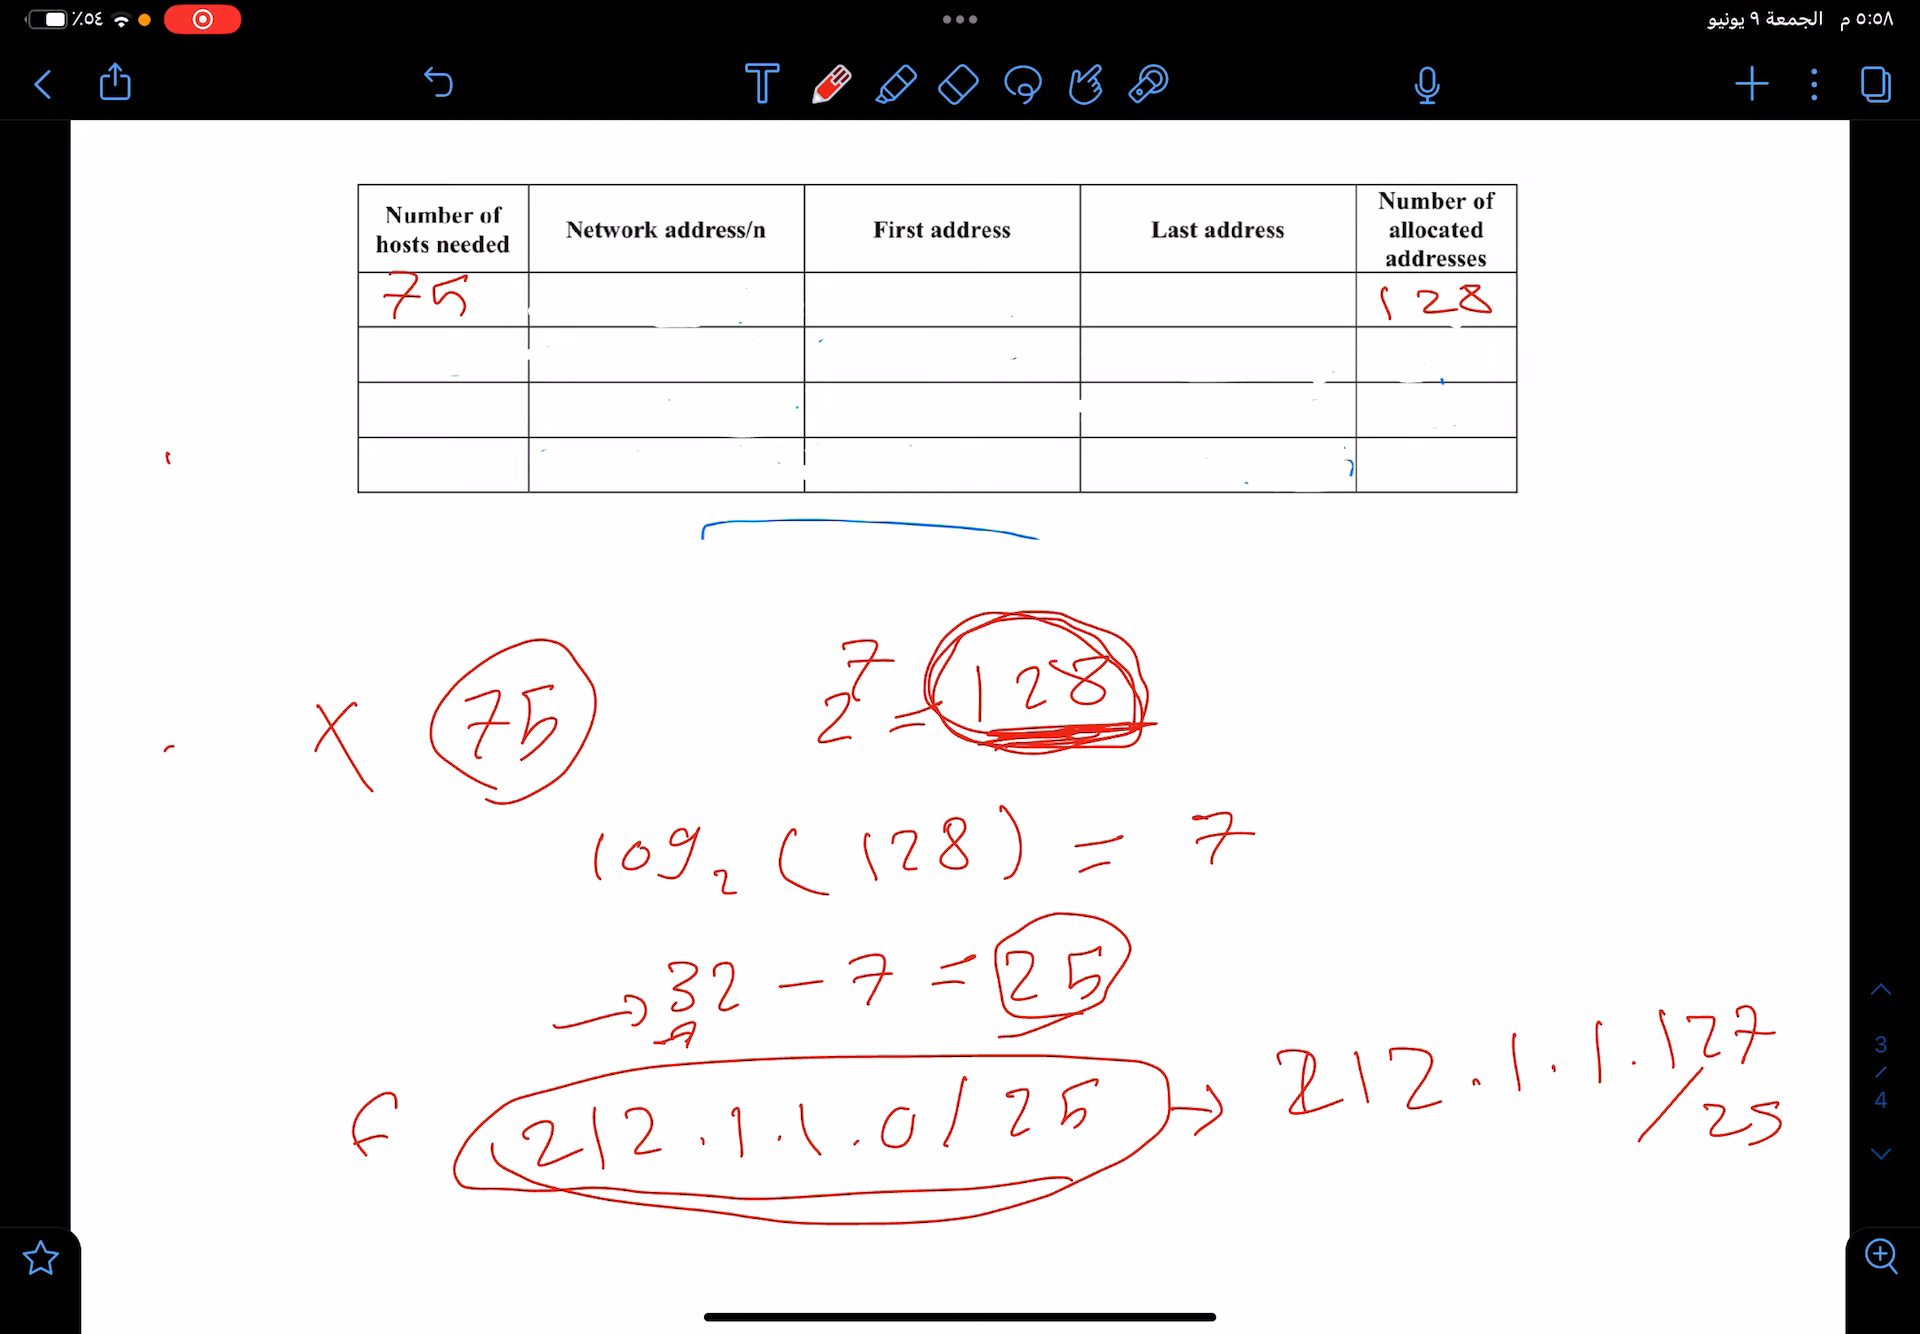 ٪٥٤
٥:٥٨ م الجمعة ٩ يونيو
Number of hosts needed
Network address/n
First address
Last address
Number of allocated addresses
75
128
X 75
2^7 = 128
log2 (128) = 7
32 - 7 = 25
212.1.1.0/25
212.1.1.127
/25
3
/
4